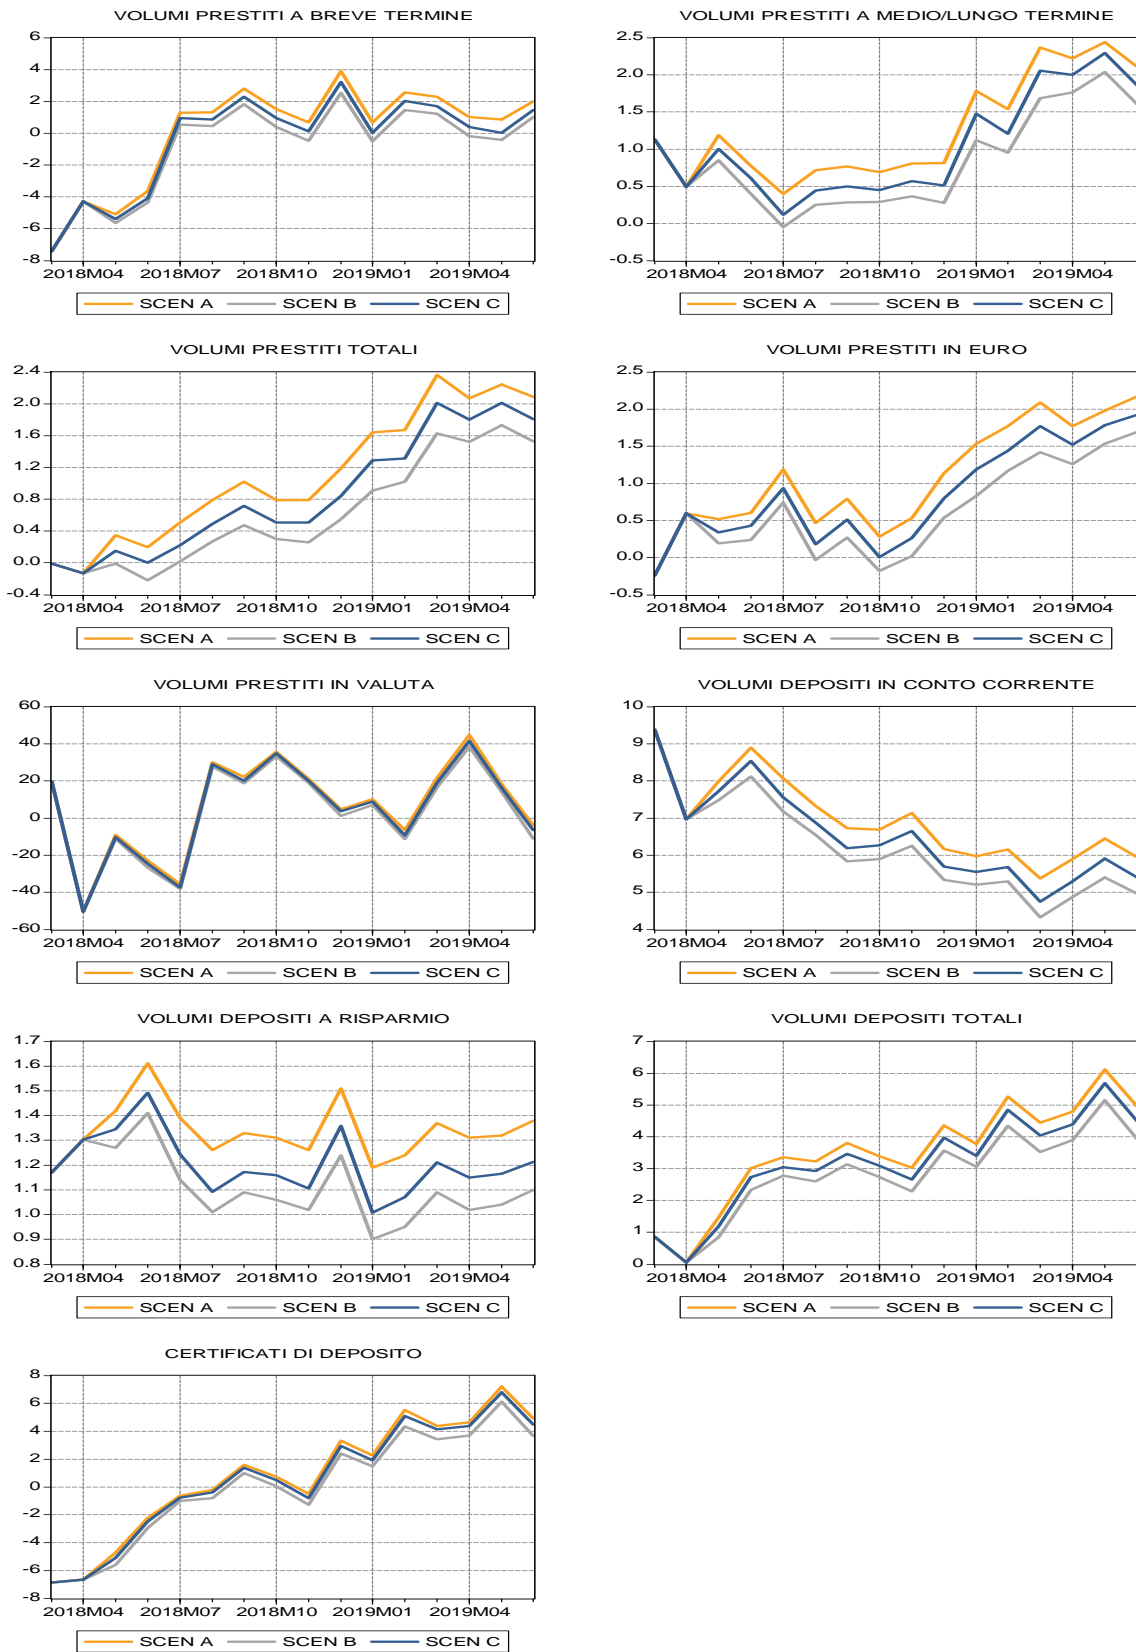 VOLUMI PRESTITI A BREVE TERMINE
6
4
2
0
-2
-4
-6
-8
2018M04 2018M07 2018M10 2019M01 2019M04
SCEN A SCEN B SCEN C
VOLUMI PRESTITI A MEDIO/LUNGO TERMINE
2.5
2.0
1.5
1.0
0.5
0.0
-0.5
2018M04 2018M07 2018M10 2019M01 2019M04
SCEN A SCEN B SCEN C
VOLUMI PRESTITI TOTALI
2.4
2.0
1.6
1.2
0.8
0.4
0.0
-0.4
2018M04 2018M07 2018M10 2019M01 2019M04
SCEN A SCEN B SCEN C
VOLUMI PRESTITI IN EURO
2.5
2.0
1.5
1.0
0.5
0.0
-0.5
2018M04 2018M07 2018M10 2019M01 2019M04
SCEN A SCEN B SCEN C
VOLUMI PRESTITI IN VALUTA
60
40
20
0
-20
-40
-60
2018M04 2018M07 2018M10 2019M01 2019M04
SCEN A SCEN B SCEN C
VOLUMI DEPOSITI IN CONTO CORRENTE
10
9
8
7
6
5
4
2018M04 2018M07 2018M10 2019M01 2019M04
SCEN A SCEN B SCEN C
VOLUMI DEPOSITI A RISPARMIO
1.7
1.6
1.5
1.4
1.3
1.2
1.1
1.0
0.9
0.8
2018M04 2018M07 2018M10 2019M01 2019M04
SCEN A SCEN B SCEN C
VOLUMI DEPOSITI TOTALI
7
6
5
4
3
2
1
0
2018M04 2018M07 2018M10 2019M01 2019M04
SCEN A SCEN B SCEN C
CERTIFICATI DI DEPOSITO
8
6
4
2
0
-2
-4
-6
-8
2018M04 2018M07 2018M10 2019M01 2019M04
SCEN A SCEN B SCEN C